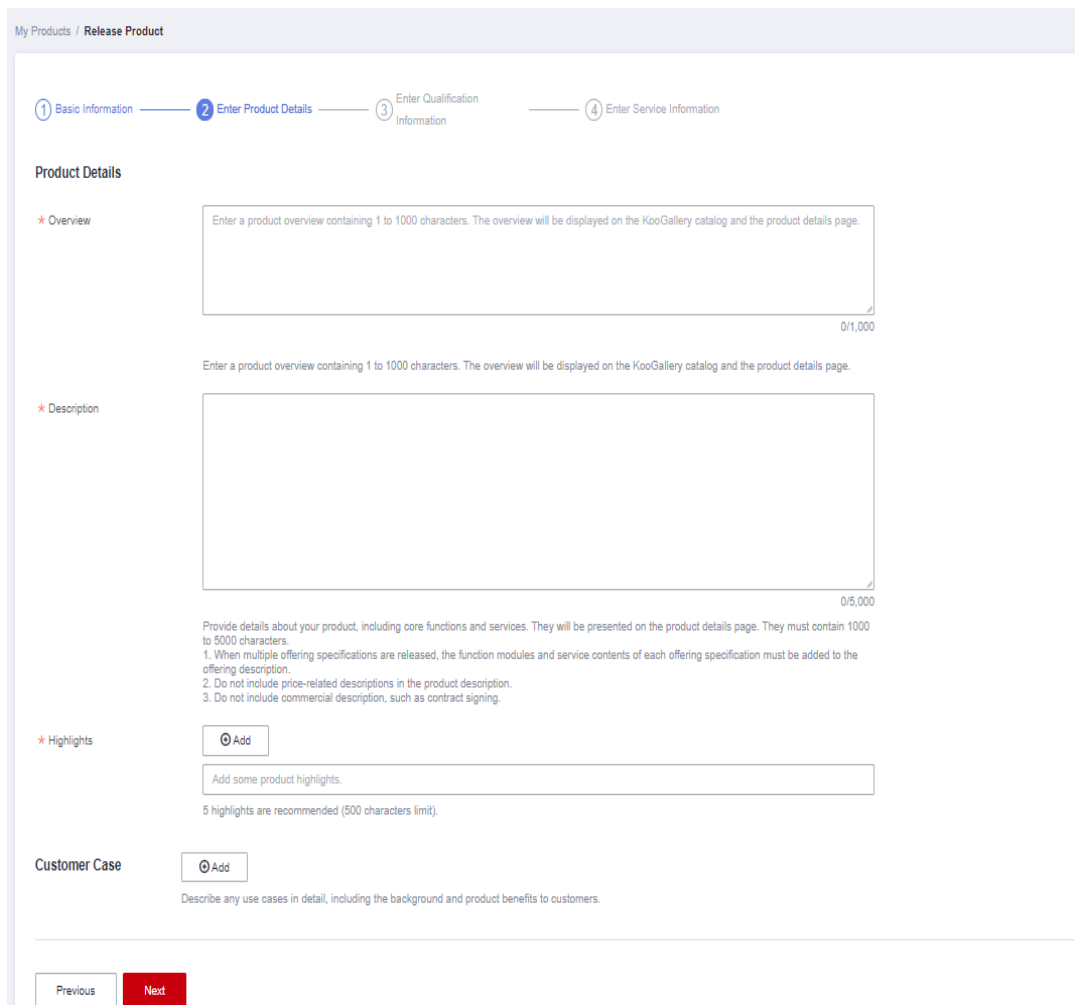 My Products / Release Product
1 Basic Information
2 Enter Product Details
3 Enter Qualification
Information
4 Enter Service Information
Product Details
* Overview
Enter a product overview containing 1 to 1000 characters. The overview will be displayed on the KooGallery catalog and the product details page.
0/1,000
Enter a product overview containing 1 to 1000 characters. The overview will be displayed on the KooGallery catalog and the product details page.
* Description
0/5,000
Provide details about your product, including core functions and services. They will be presented on the product details page. They must contain 1000
to 5000 characters.
1. When multiple offering specifications are released, the function modules and service contents of each offering specification must be added to the
offering description.
2. Do not include price-related descriptions in the product description.
3. Do not include commercial description, such as contract signing.
* Highlights
Add
Add some product highlights.
5 highlights are recommended (500 characters limit).
Customer Case
Add
Describe any use cases in detail, including the background and product benefits to customers.
Previous
Next